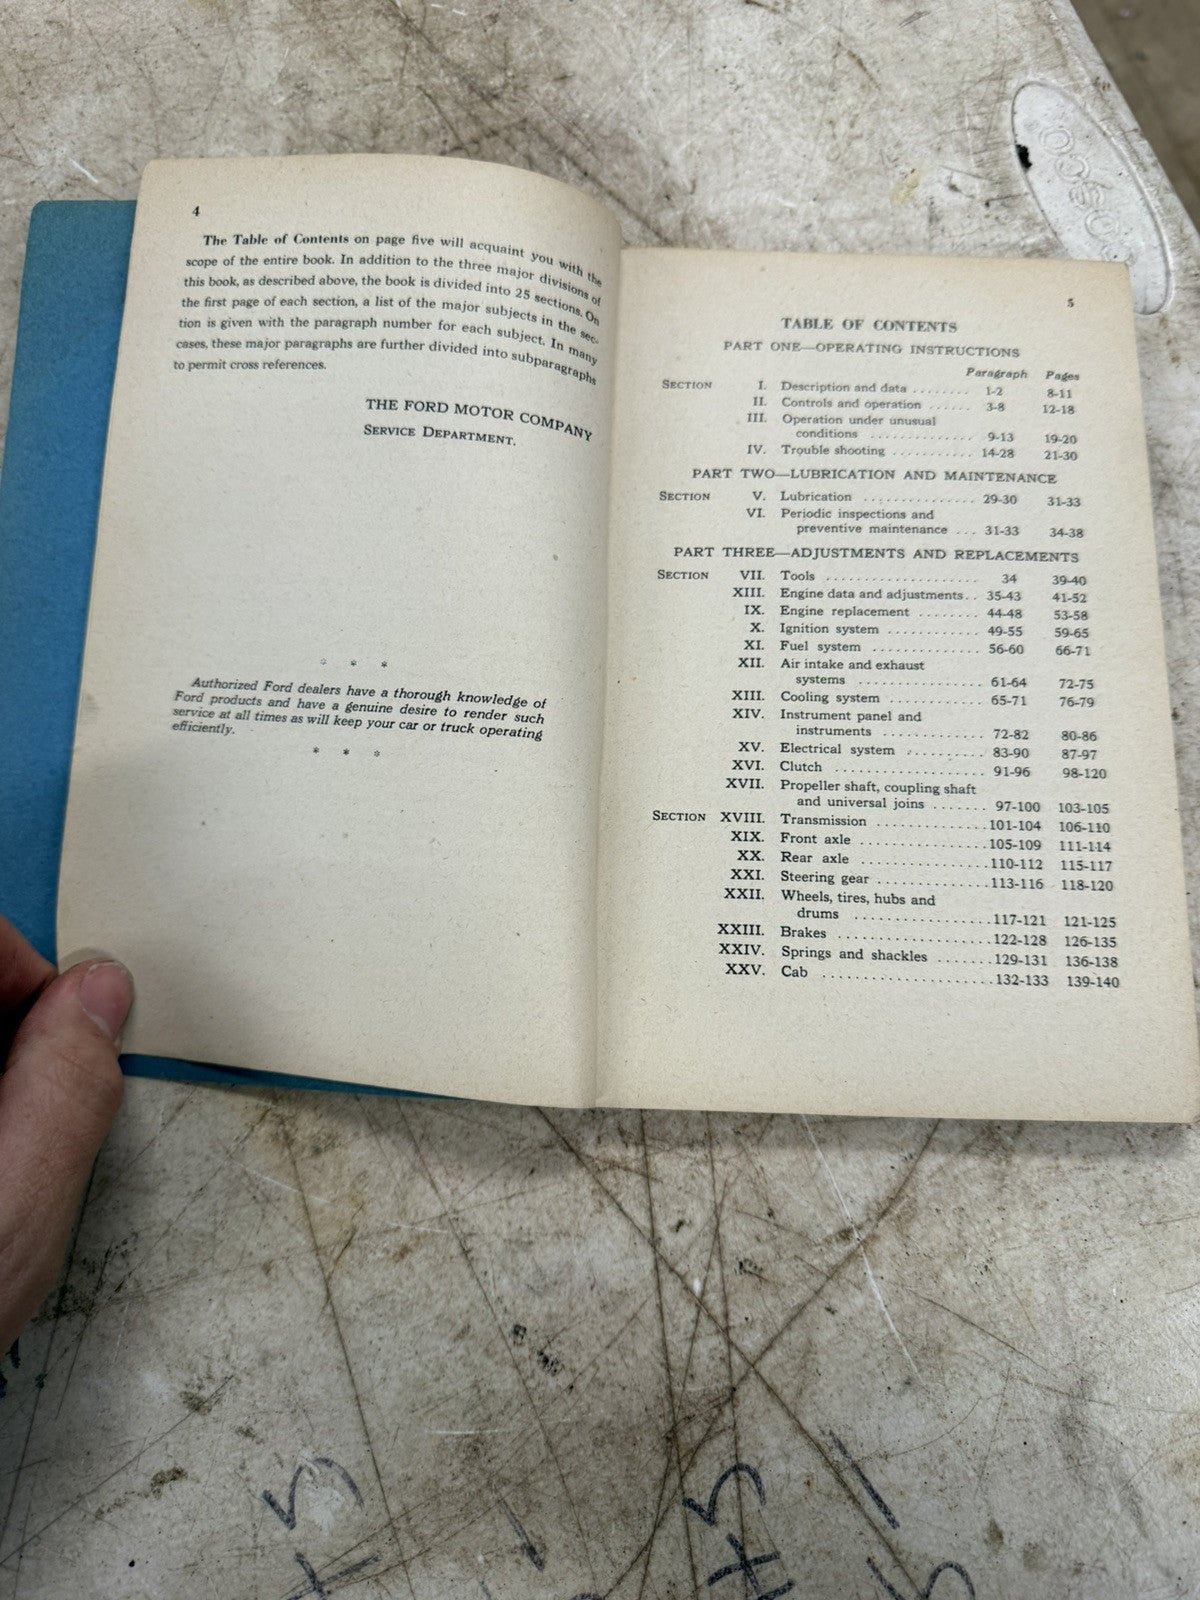 4
The Table of Contents on page five will acquaint you with the
scope of the entire book. In addition to the three major divisions of
this book, as described above, the book is divided into 25 sections. On
the first page of each section, a list of the major subjects in the sec-
tion is given with the paragraph number for each subject. In many
cases, these major paragraphs are further divided into subparagraphs
to permit cross references.
THE FORD MOTOR COMPANY
SERVICE DEPARTMENT.
* * *
Authorized Ford dealers have a thorough knowledge of
Ford products and have a genuine desire to render such
service at all times as will keep your car or truck operating
efficiently.
* * *
5
TABLE OF CONTENTS
PART ONE—OPERATING INSTRUCTIONS
Paragraph Pages
SECTION I. Description and data ........ 1-2 8-11
II. Controls and operation ...... 3-8 12-18
III. Operation under unusual
conditions ............... 9-13 19-20
IV. Trouble shooting ........... 14-28 21-30
PART TWO—LUBRICATION AND MAINTENANCE
SECTION V. Lubrication ............... 29-30 31-33
VI. Periodic inspections and
preventive maintenance ... 31-33 34-38
PART THREE—ADJUSTMENTS AND REPLACEMENTS
SECTION VII. Tools .................... 34 39-40
XIII. Engine data and adjustments.. 35-43 41-52
IX. Engine replacement ........ 44-48 53-58
X. Ignition system ............ 49-55 59-65
XI. Fuel system .............. 56-60 66-71
XII. Air intake and exhaust
systems ................ 61-64 72-75
XIII. Cooling system ............. 65-71 76-79
XIV. Instrument panel and
instruments ............. 72-82 80-86
XV. Electrical system .......... 83-90 87-97
XVI. Clutch .................. 91-96 98-120
XVII. Propeller shaft, coupling shaft
and universal joins ....... 97-100 103-105
SECTION XVIII. Transmission ..............101-104 106-110
XIX. Front axle ................105-109 111-114
XX. Rear axle ................110-112 115-117
XXI. Steering gear ..............113-116 118-120
XXII. Wheels, tires, hubs and
drums .................117-121 121-125
XXIII. Brakes ...................122-128 126-135
XXIV. Springs and shackles .......129-131 136-138
XXV. Cab .....................132-133 139-140